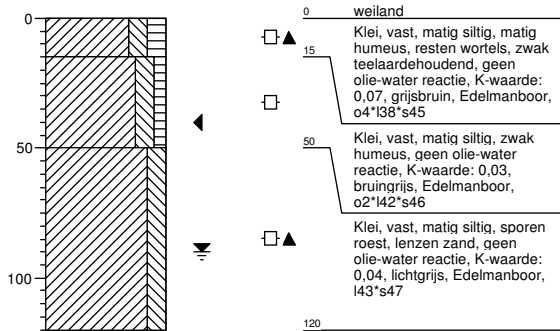 0
50
100
0 weiland
15
Klei, vast, matig siltig, matig
humeus, resten wortels, zwak
teelaardehoudend, geen
olie-water reactie, K-waarde:
0,07, grijsbruin, Edelmanboor,
o4*l38*s45
50
Klei, vast, matig siltig, zwak
humeus, geen olie-water
reactie, K-waarde: 0,03,
bruingrijs, Edelmanboor,
o2*l42*s46
Klei, vast, matig siltig, sporen
roest, lenzen zand, geen
olie-water reactie, K-waarde:
0,04, lichtgrijs, Edelmanboor,
l43*s47
120